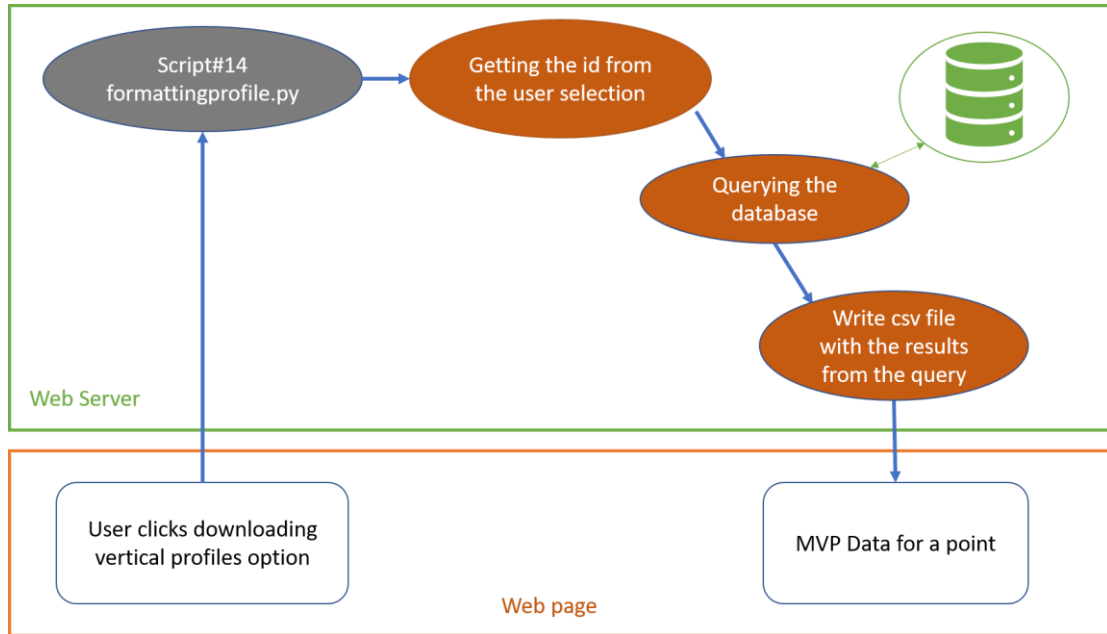 Script#14
formattingprofile.py
Getting the id from
the user selection
Querying the
database
Write csv file
with the results
from the query
Web Server
User clicks downloading
vertical profiles option
MVP Data for a point
Web page